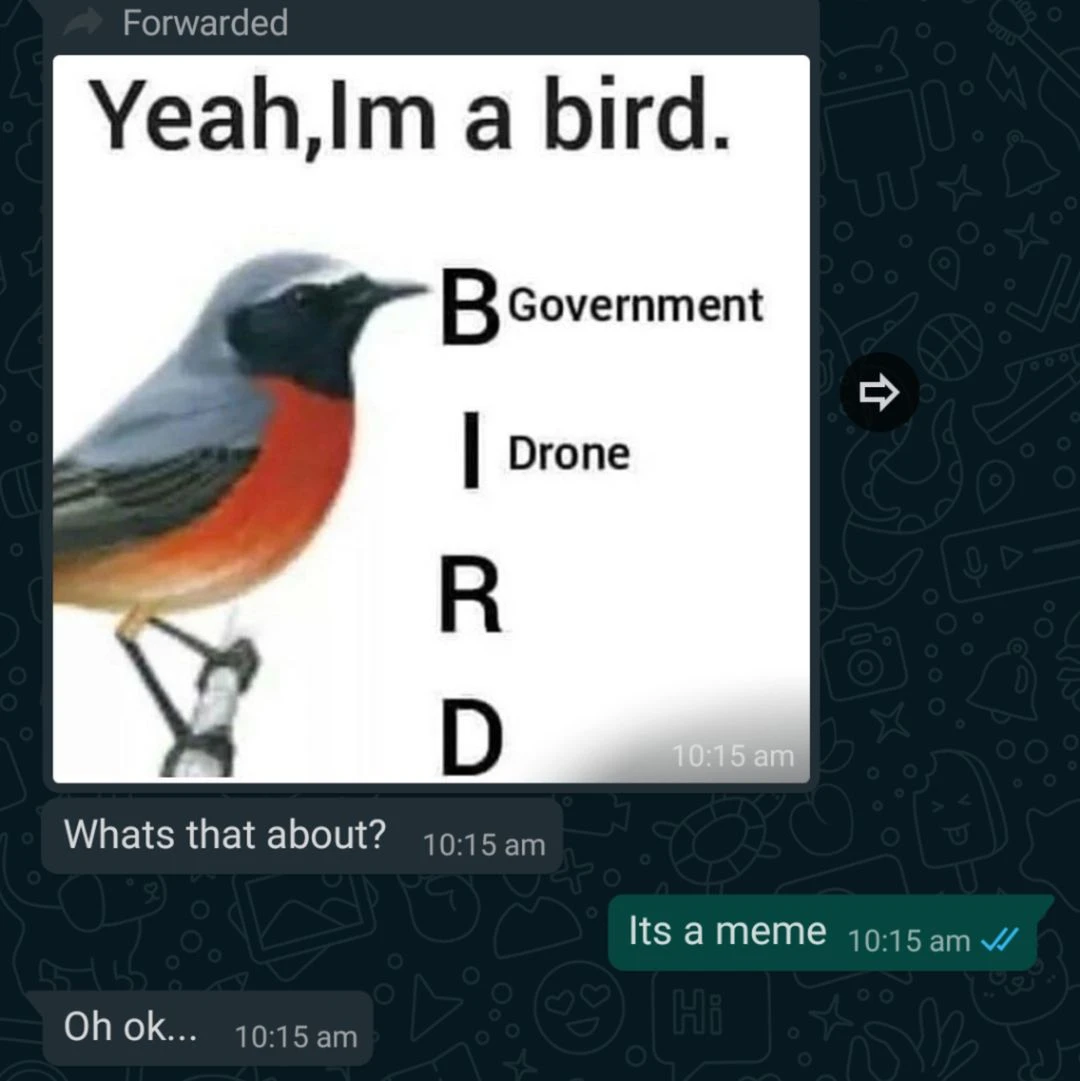 Forwarded
Yeah,Im a bird.
B Government
I Drone
R
D
10:15 am
Whats that about? 10:15 am
Its a meme 10:15 am
Oh ok... 10:15 am
Hi